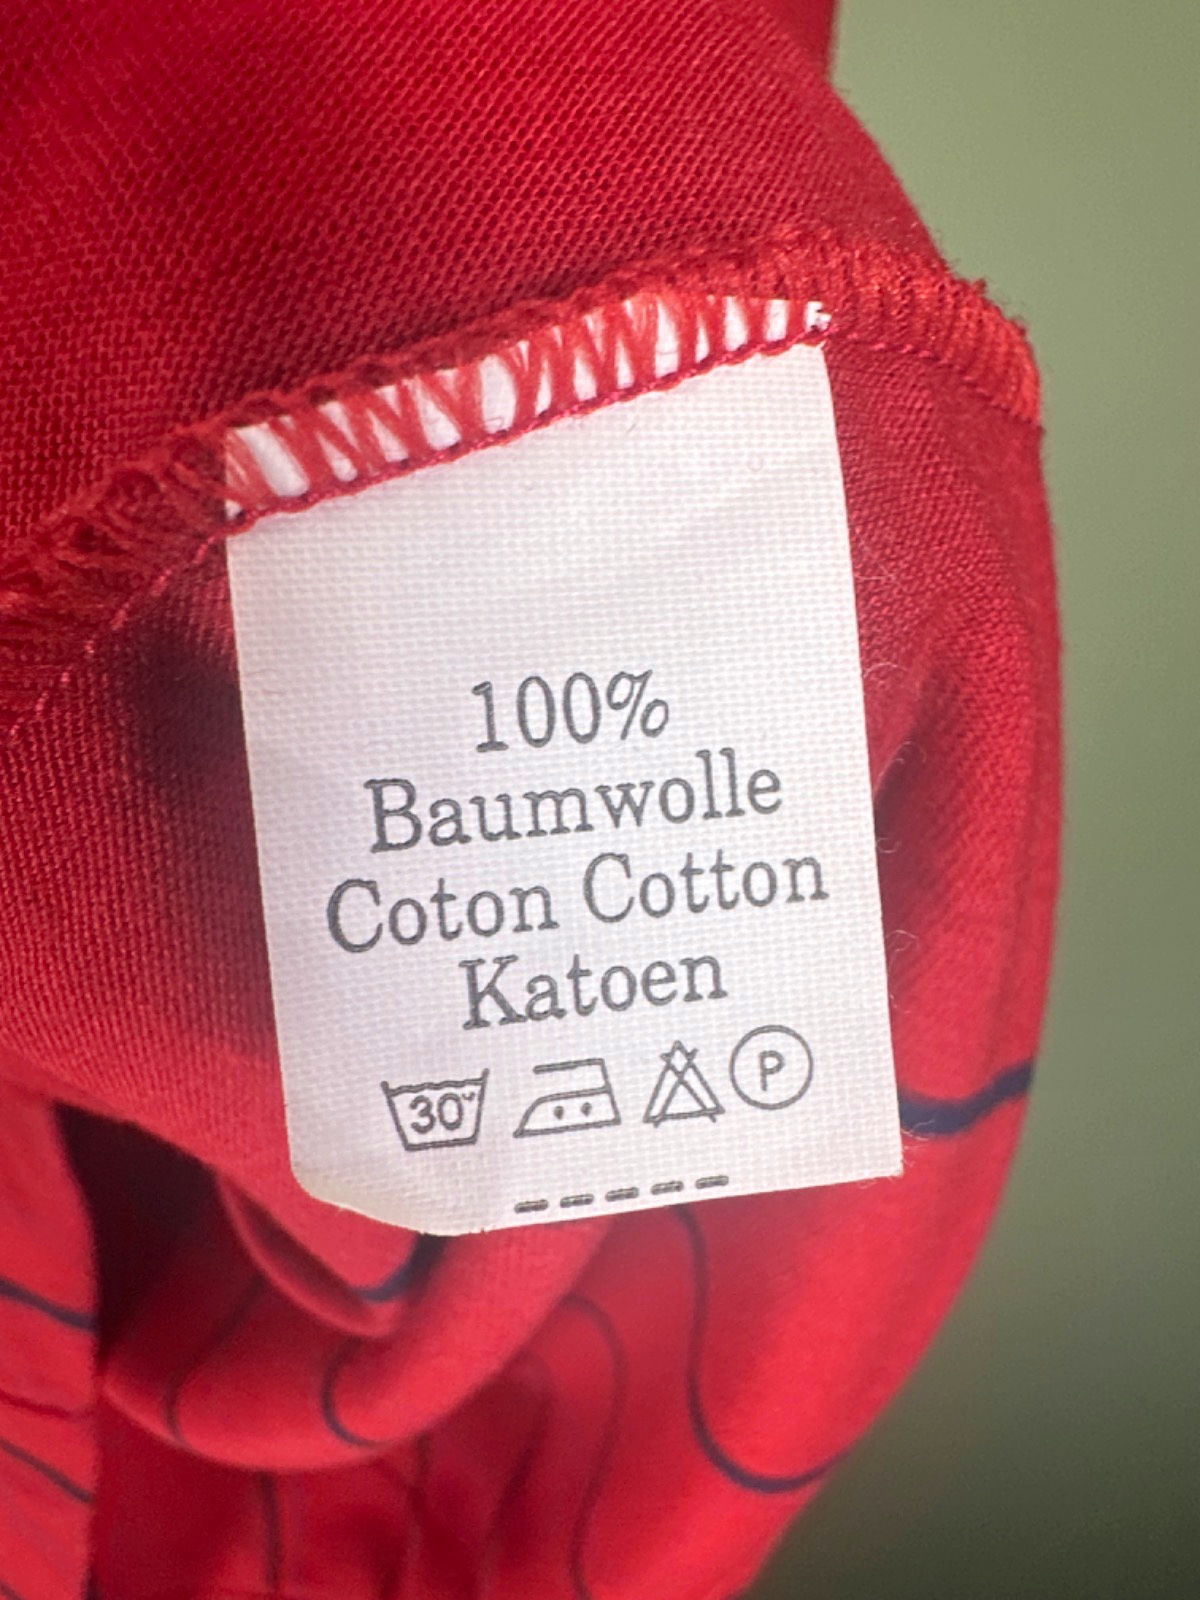 100%
Baumwolle
Coton Cotton
Katoen
30° P